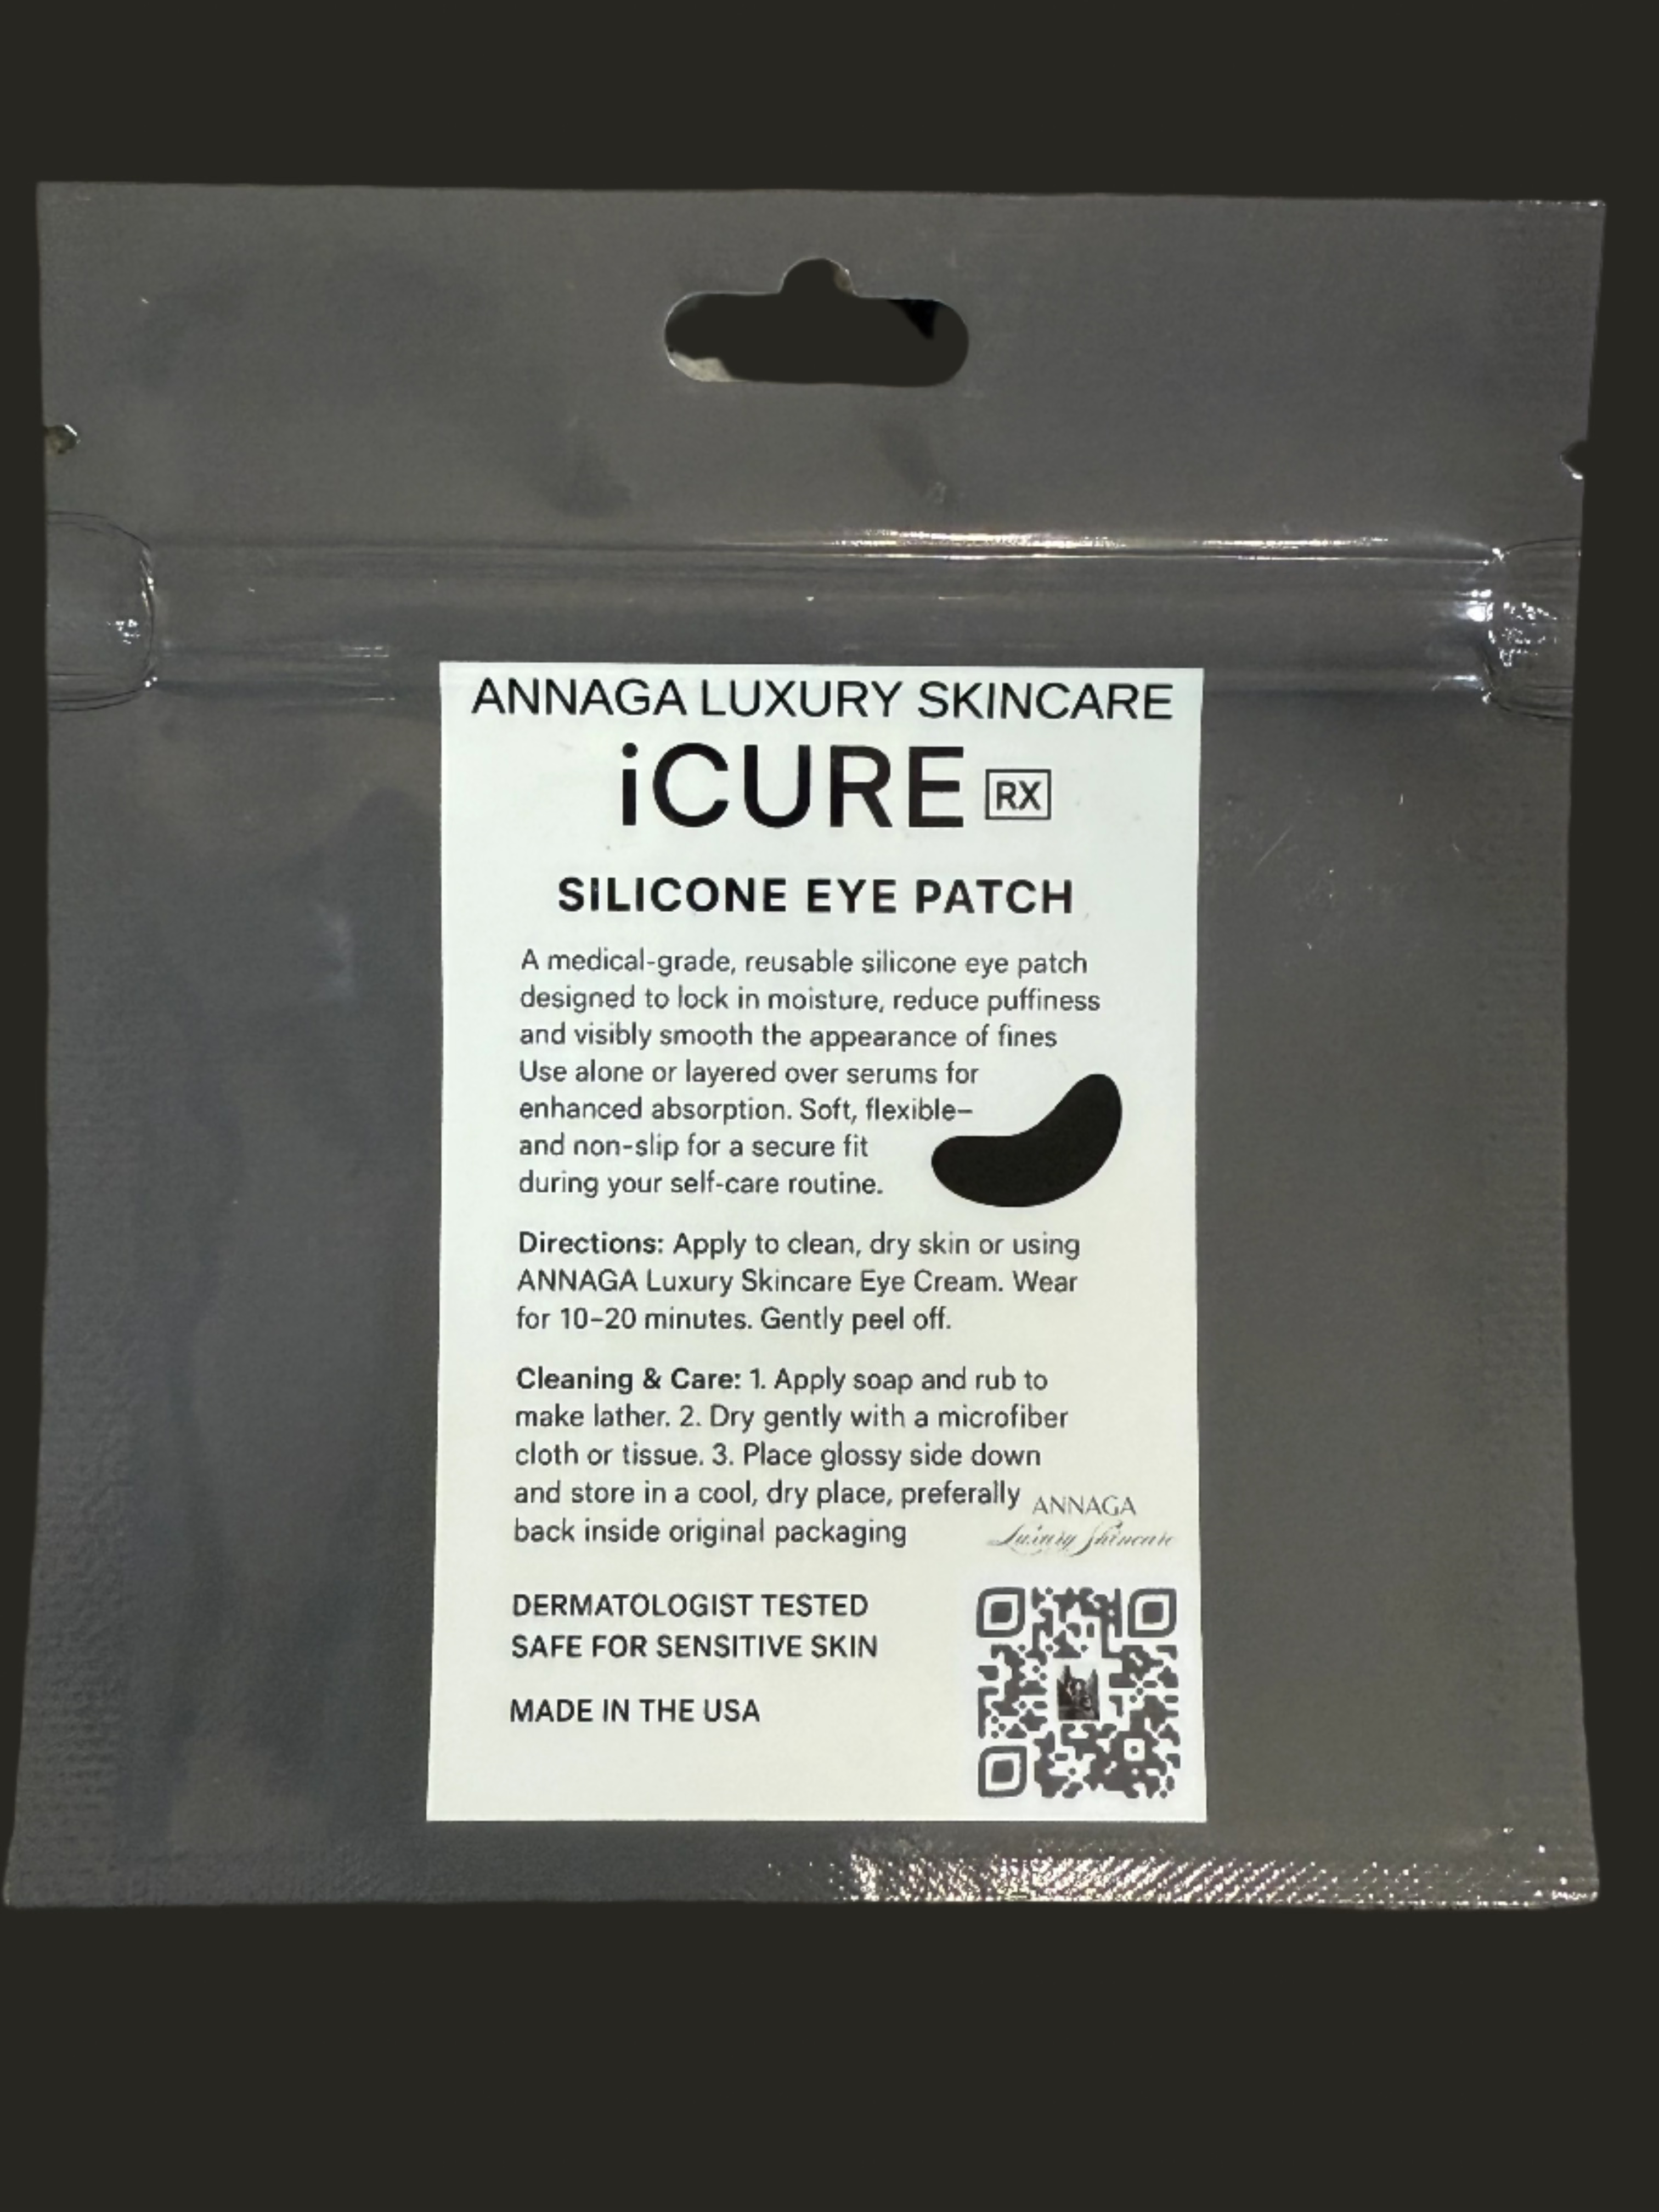 ANNAGA LUXURY SKINCARE
iCURE RX
SILICONE EYE PATCH
A medical-grade, reusable silicone eye patch
designed to lock in moisture, reduce puffiness
and visibly smooth the appearance of fines
Use alone or layered over serums for
enhanced absorption. Soft, flexible–
and non-slip for a secure fit
during your self-care routine.
Directions: Apply to clean, dry skin or using
ANNAGA Luxury Skincare Eye Cream. Wear
for 10–20 minutes. Gently peel off.
Cleaning & Care: 1. Apply soap and rub to
make lather. 2. Dry gently with a microfiber
cloth or tissue. 3. Place glossy side down
and store in a cool, dry place, preferally
back inside original packaging
ANNAGA
Luxury Skincare
DERMATOLOGIST TESTED
SAFE FOR SENSITIVE SKIN
MADE IN THE USA